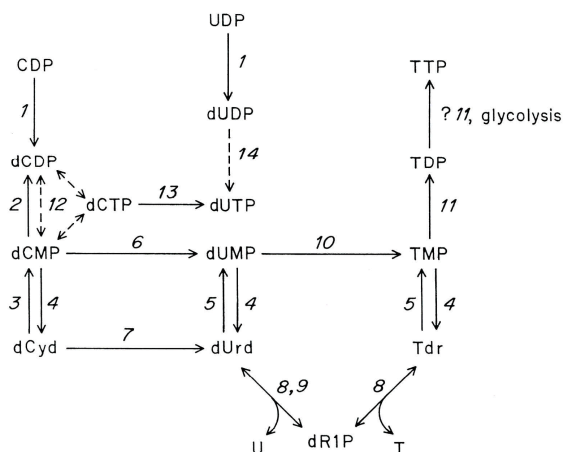 UDP
CDP
TTP
1
1
dUDP
? 11, glycolysis
14
dCDP
TDP
2
12
dCTP
13
dUTP
11
dCMP
6
dUMP
10
TMP
3
4
5
4
5
4
dCyd
7
dUrd
Tdr
8,9
8
U
dR1P
T